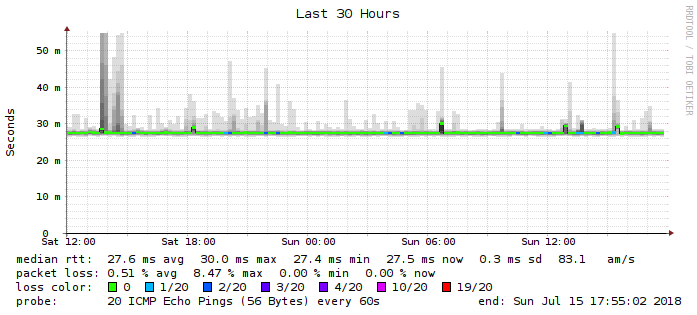 Last 30 Hours
RRDTOOL / TOBI OETIKER
Seconds
50 m
40 m
30 m
20 m
10 m
0
Sat 12:00 Sat 18:00 Sun 00:00 Sun 06:00 Sun 12:00
median rtt: 27.6 ms avg 30.0 ms max 27.4 ms min 27.5 ms now 0.3 ms sd 83.1 am/s
packet loss: 0.51 % avg 8.47 % max 0.00 % min 0.00 % now
loss color: 0 1/20 2/20 3/20 4/20 10/20 19/20
probe: 20 ICMP Echo Pings (56 Bytes) every 60s end: Sun Jul 15 17:55:02 2018